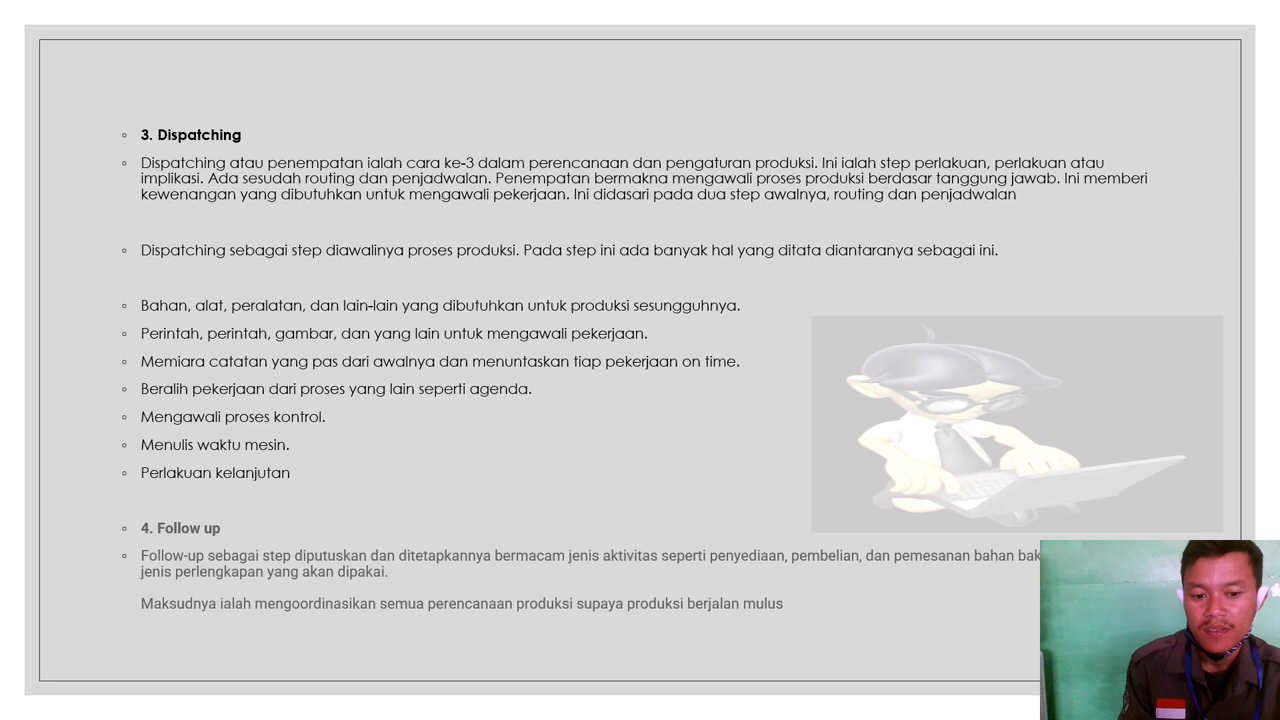 3. Dispatching
Dispatching atau penempatan ialah cara ke-3 dalam perencanaan dan pengaturan produksi. Ini ialah step perlakuan, perlakuan atau
implikasi. Ada sesudah routing dan penjadwalan. Penempatan bermakna mengawali proses produksi berdasar tanggung jawab. Ini memberi
kewenangan yang dibutuhkan untuk mengawali pekerjaan. Ini didasari pada dua step awalnya, routing dan penjadwalan
Dispatching sebagai step diawalinya proses produksi. Pada step ini ada banyak hal yang ditata diantaranya sebagai ini.
Bahan, alat, peralatan, dan lain-lain yang dibutuhkan untuk produksi sesungguhnya.
Perintah, perintah, gambar, dan yang lain untuk mengawali pekerjaan.
Memiara catatan yang pas dari awalnya dan menuntaskan tiap pekerjaan on time.
Beralih pekerjaan dari proses yang lain seperti agenda.
Mengawali proses kontrol.
Menulis waktu mesin.
Perlakuan kelanjutan
4. Follow up
Follow-up sebagai step diputuskan dan ditetapkannya bermacam jenis aktivitas seperti penyediaan, pembelian, dan pemesanan bahan
jenis perlengkapan yang akan dipakai.
Maksudnya ialah mengoordinasikan semua perencanaan produksi supaya produksi berjalan mulus